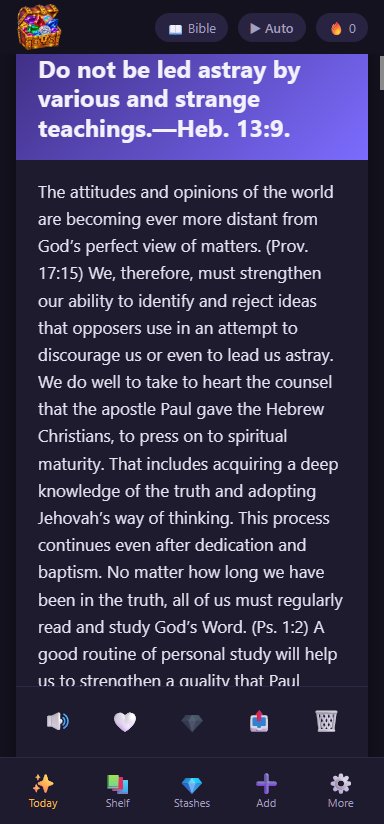 Bible
Auto
0
Do not be led astray by
various and strange
teachings.—Heb. 13:9.
The attitudes and opinions of the world
are becoming ever more distant from
God’s perfect view of matters. (Prov.
17:15) We, therefore, must strengthen
our ability to identify and reject ideas
that opposers use in an attempt to
discourage us or even to lead us astray.
We do well to take to heart the counsel
that the apostle Paul gave the Hebrew
Christians, to press on to spiritual
maturity. That includes acquiring a deep
knowledge of the truth and adopting
Jehovah’s way of thinking. This process
continues even after dedication and
baptism. No matter how long we have
been in the truth, all of us must regularly
read and study God’s Word. (Ps. 1:2) A
good routine of personal study will help
us to strengthen a quality that Paul
Today
Shelf
Stashes
Add
More